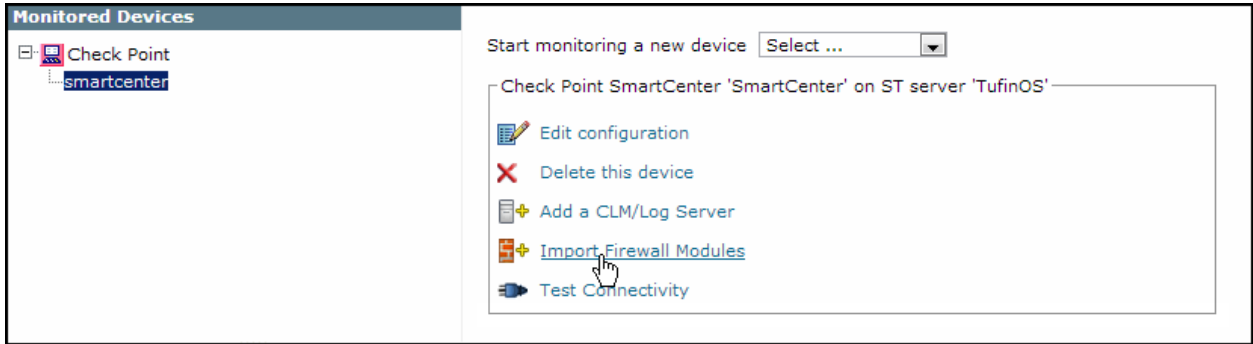 Monitored Devices
Check Point
smartcenter
Start monitoring a new device Select ...
Check Point SmartCenter 'SmartCenter' on ST server 'TufinOS'
Edit configuration
Delete this device
Add a CLM/Log Server
Import Firewall Modules
Test Connectivity